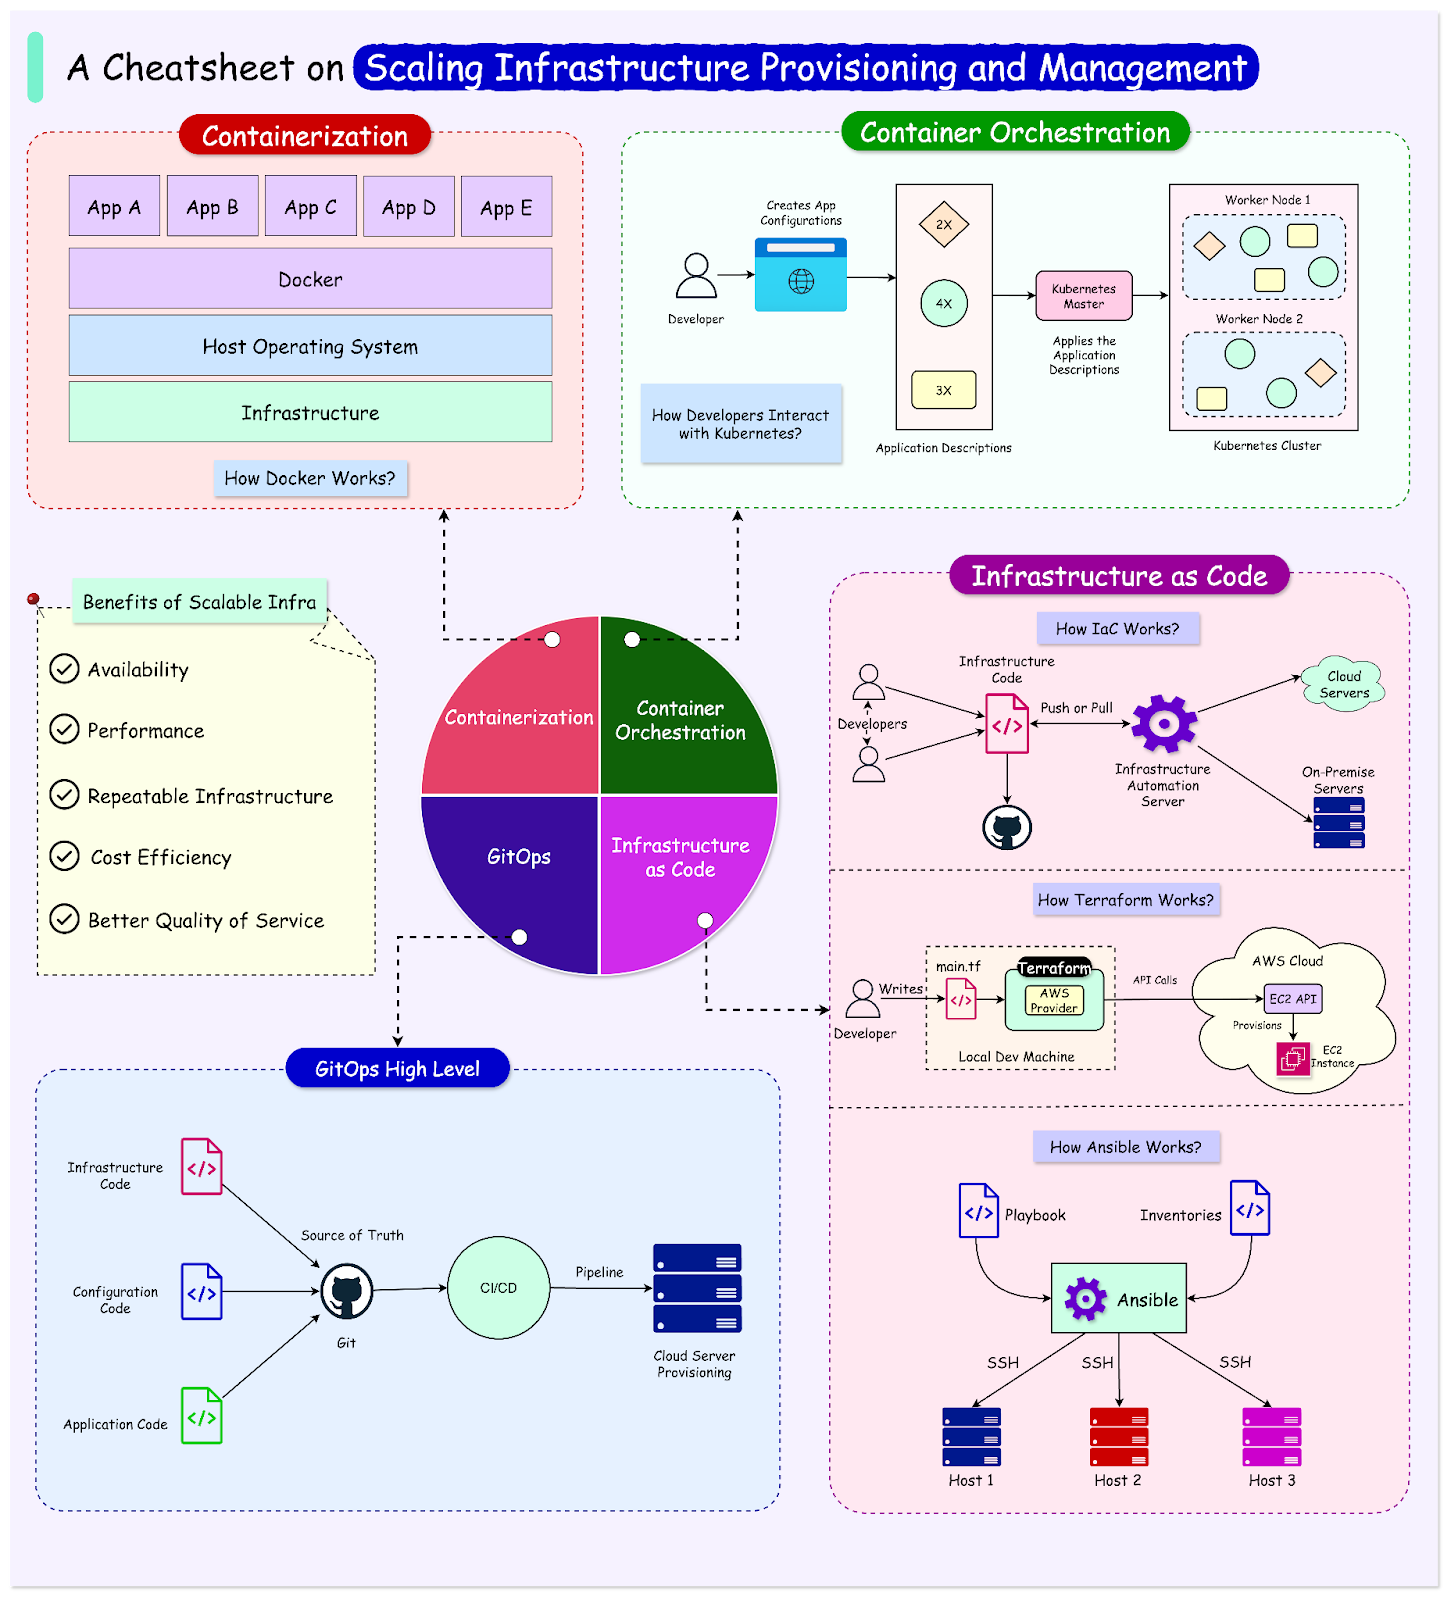 A Cheatsheet on Scaling Infrastructure Provisioning and Management
Containerization
App A
App B
App C
App D
App E
Docker
Host Operating System
Infrastructure
How Docker Works?
Container Orchestration
Creates App
Configurations
Developer
How Developers Interact
with Kubernetes?
2X
4X
3X
Application Descriptions
Kubernetes
Master
Applies the
Application
Descriptions
Worker Node 1
Worker Node 2
Kubernetes Cluster
Benefits of Scalable Infra
Availability
Performance
Repeatable Infrastructure
Cost Efficiency
Better Quality of Service
Containerization
Container
Orchestration
GitOps
Infrastructure
as Code
Infrastructure as Code
How IaC Works?
Developers
Infrastructure
Code
Push or Pull
Infrastructure
Automation
Server
Cloud
Servers
On-Premise
Servers
How Terraform Works?
Developer
Writes
main.tf
Terraform
AWS
Provider
Local Dev Machine
API Calls
AWS Cloud
EC2 API
Provisions
EC2
Instance
How Ansible Works?
Playbook
Inventories
Ansible
SSH
SSH
SSH
Host 1
Host 2
Host 3
GitOps High Level
Infrastructure
Code
Configuration
Code
Application Code
Source of Truth
Git
CI/CD
Pipeline
Cloud Server
Provisioning